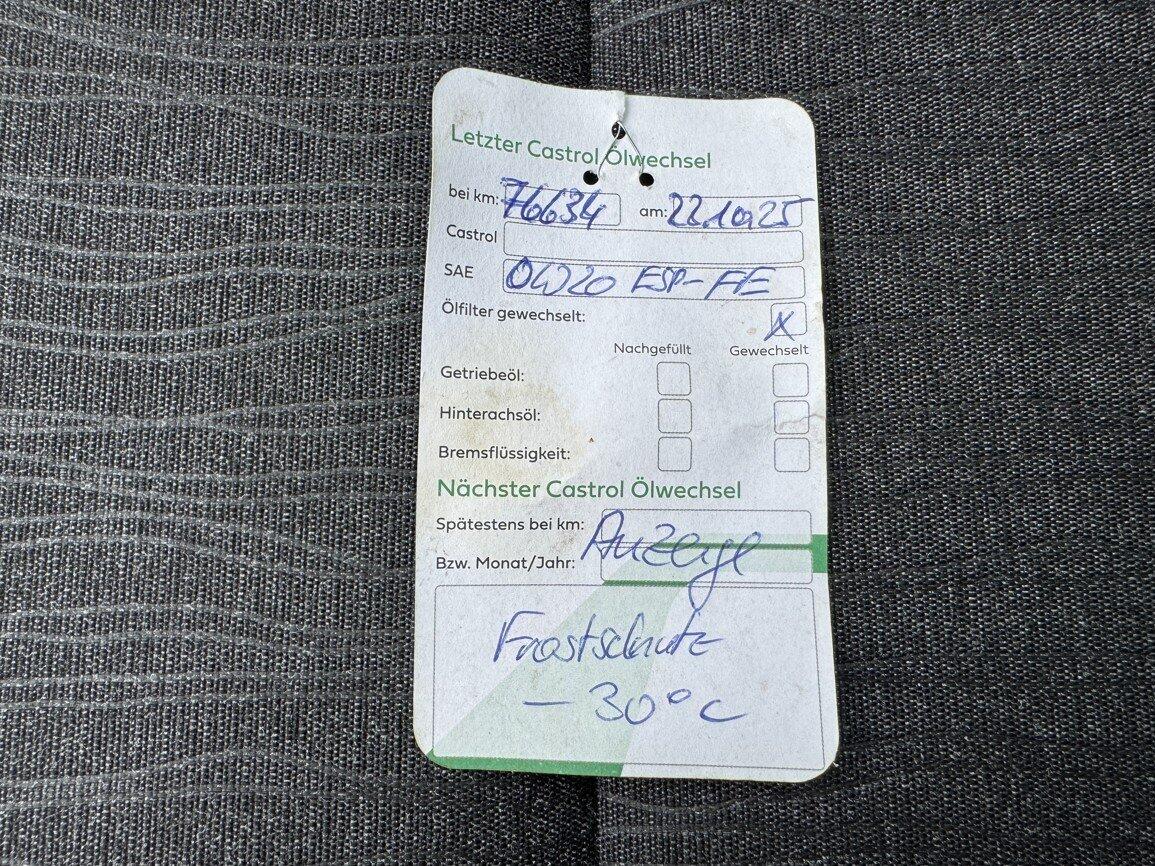 Letzter Castrol Ölwechsel
bei km: 76634 am: 22.10.25
Castrol
SAE 0W20 ESP-FE
Ölfilter gewechselt: X
Nachgefüllt Gewechselt
Getriebeöl:
Hinterachsöl:
Bremsflüssigkeit:
Nächster Castrol Ölwechsel
Spätestens bei km: Anzeige
Bzw. Monat/Jahr:
Frostschutz
- 30°C